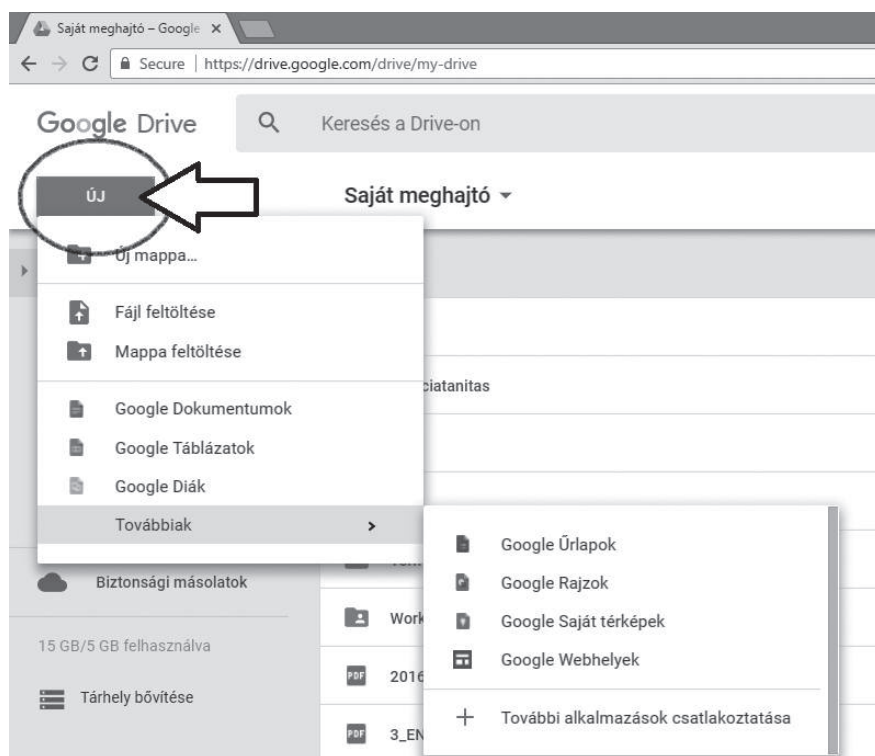 Saját meghajtó – Google
Secure | https://drive.google.com/drive/my-drive
Google Drive
Keresés a Drive-on
ÚJ
Saját meghajtó
Új mappa...
Fájl feltöltése
Mappa feltöltése
ciatanitas
Google Dokumentumok
Google Táblázatok
Google Diák
Továbbiak
Google Űrlapok
Google Rajzok
Google Saját térképek
Google Webhelyek
További alkalmazások csatlakoztatása
Biztonsági másolatok
Work
15 GB/5 GB felhasználva
PDF 2016
Tárhely bővítése
PDF 3_EN